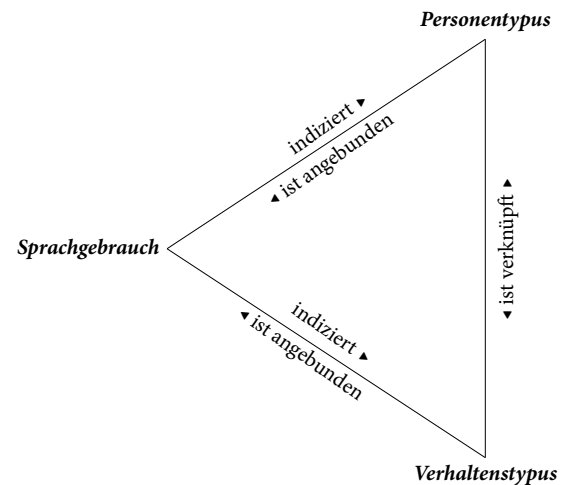 Personentypus
indiziert ▶
◀ ist angebunden
Sprachgebrauch
◀ ist verknüpft ▶
indiziert ▶
◀ ist angebunden
Verhaltenstypus